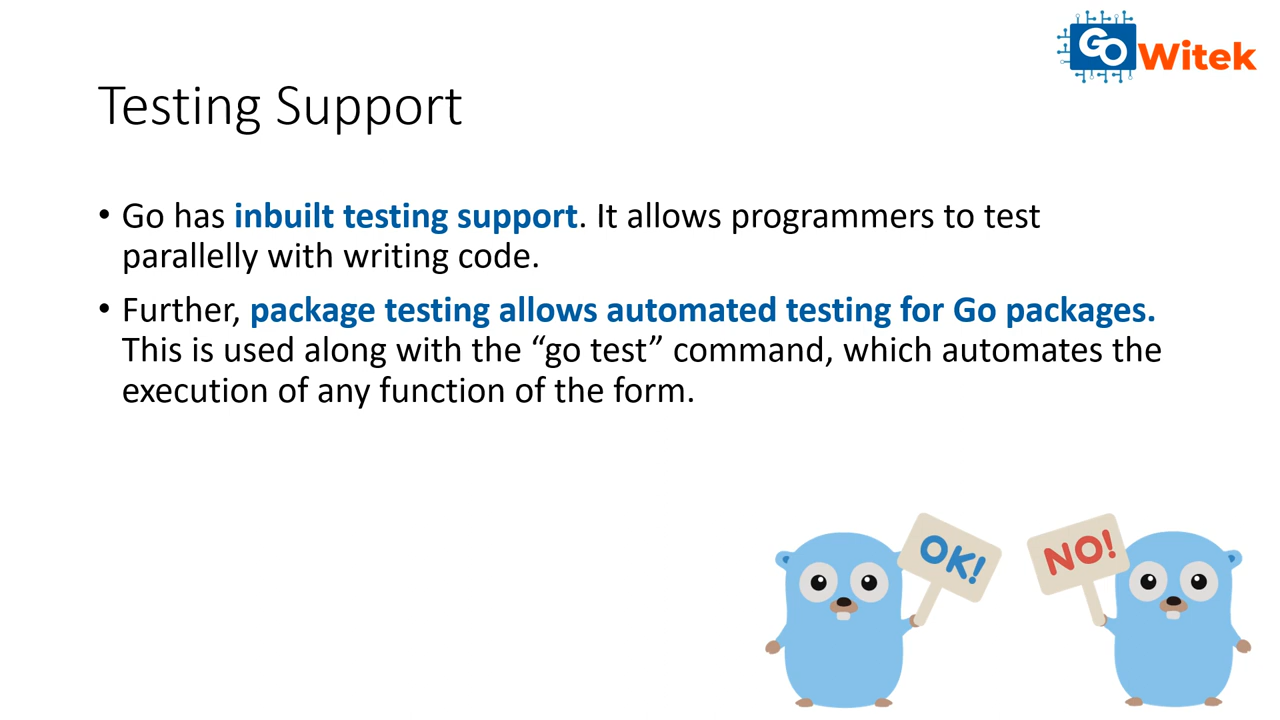 GO Witek
Testing Support
• Go has inbuilt testing support. It allows programmers to test
parallelly with writing code.
• Further, package testing allows automated testing for Go packages.
This is used along with the “go test” command, which automates the
execution of any function of the form.
OK!
NO!